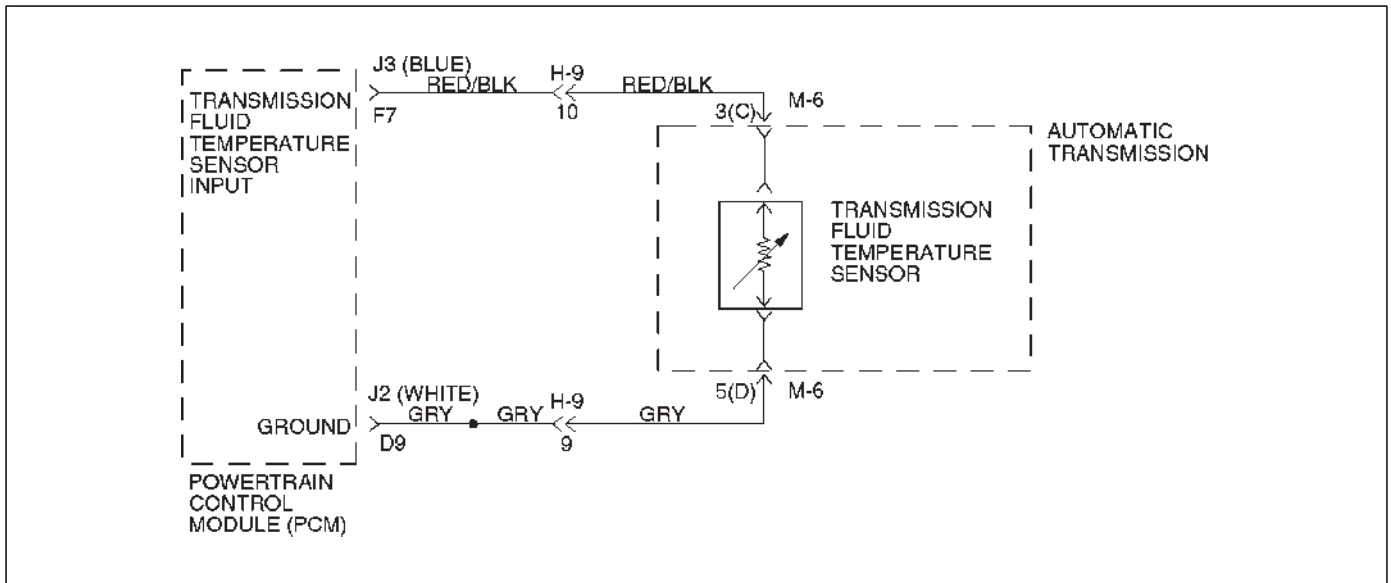 J3 (BLUE)
RED/BLK
H-9
RED/BLK
F7
10
3(C)
M-6
TRANSMISSION
FLUID
TEMPERATURE
SENSOR
INPUT
AUTOMATIC
TRANSMISSION
TRANSMISSION
FLUID
TEMPERATURE
SENSOR
J2 (WHITE)
H-9
5(D)
M-6
GROUND
GRY
GRY
GRY
D9
9
POWERTRAIN
CONTROL
MODULE (PCM)